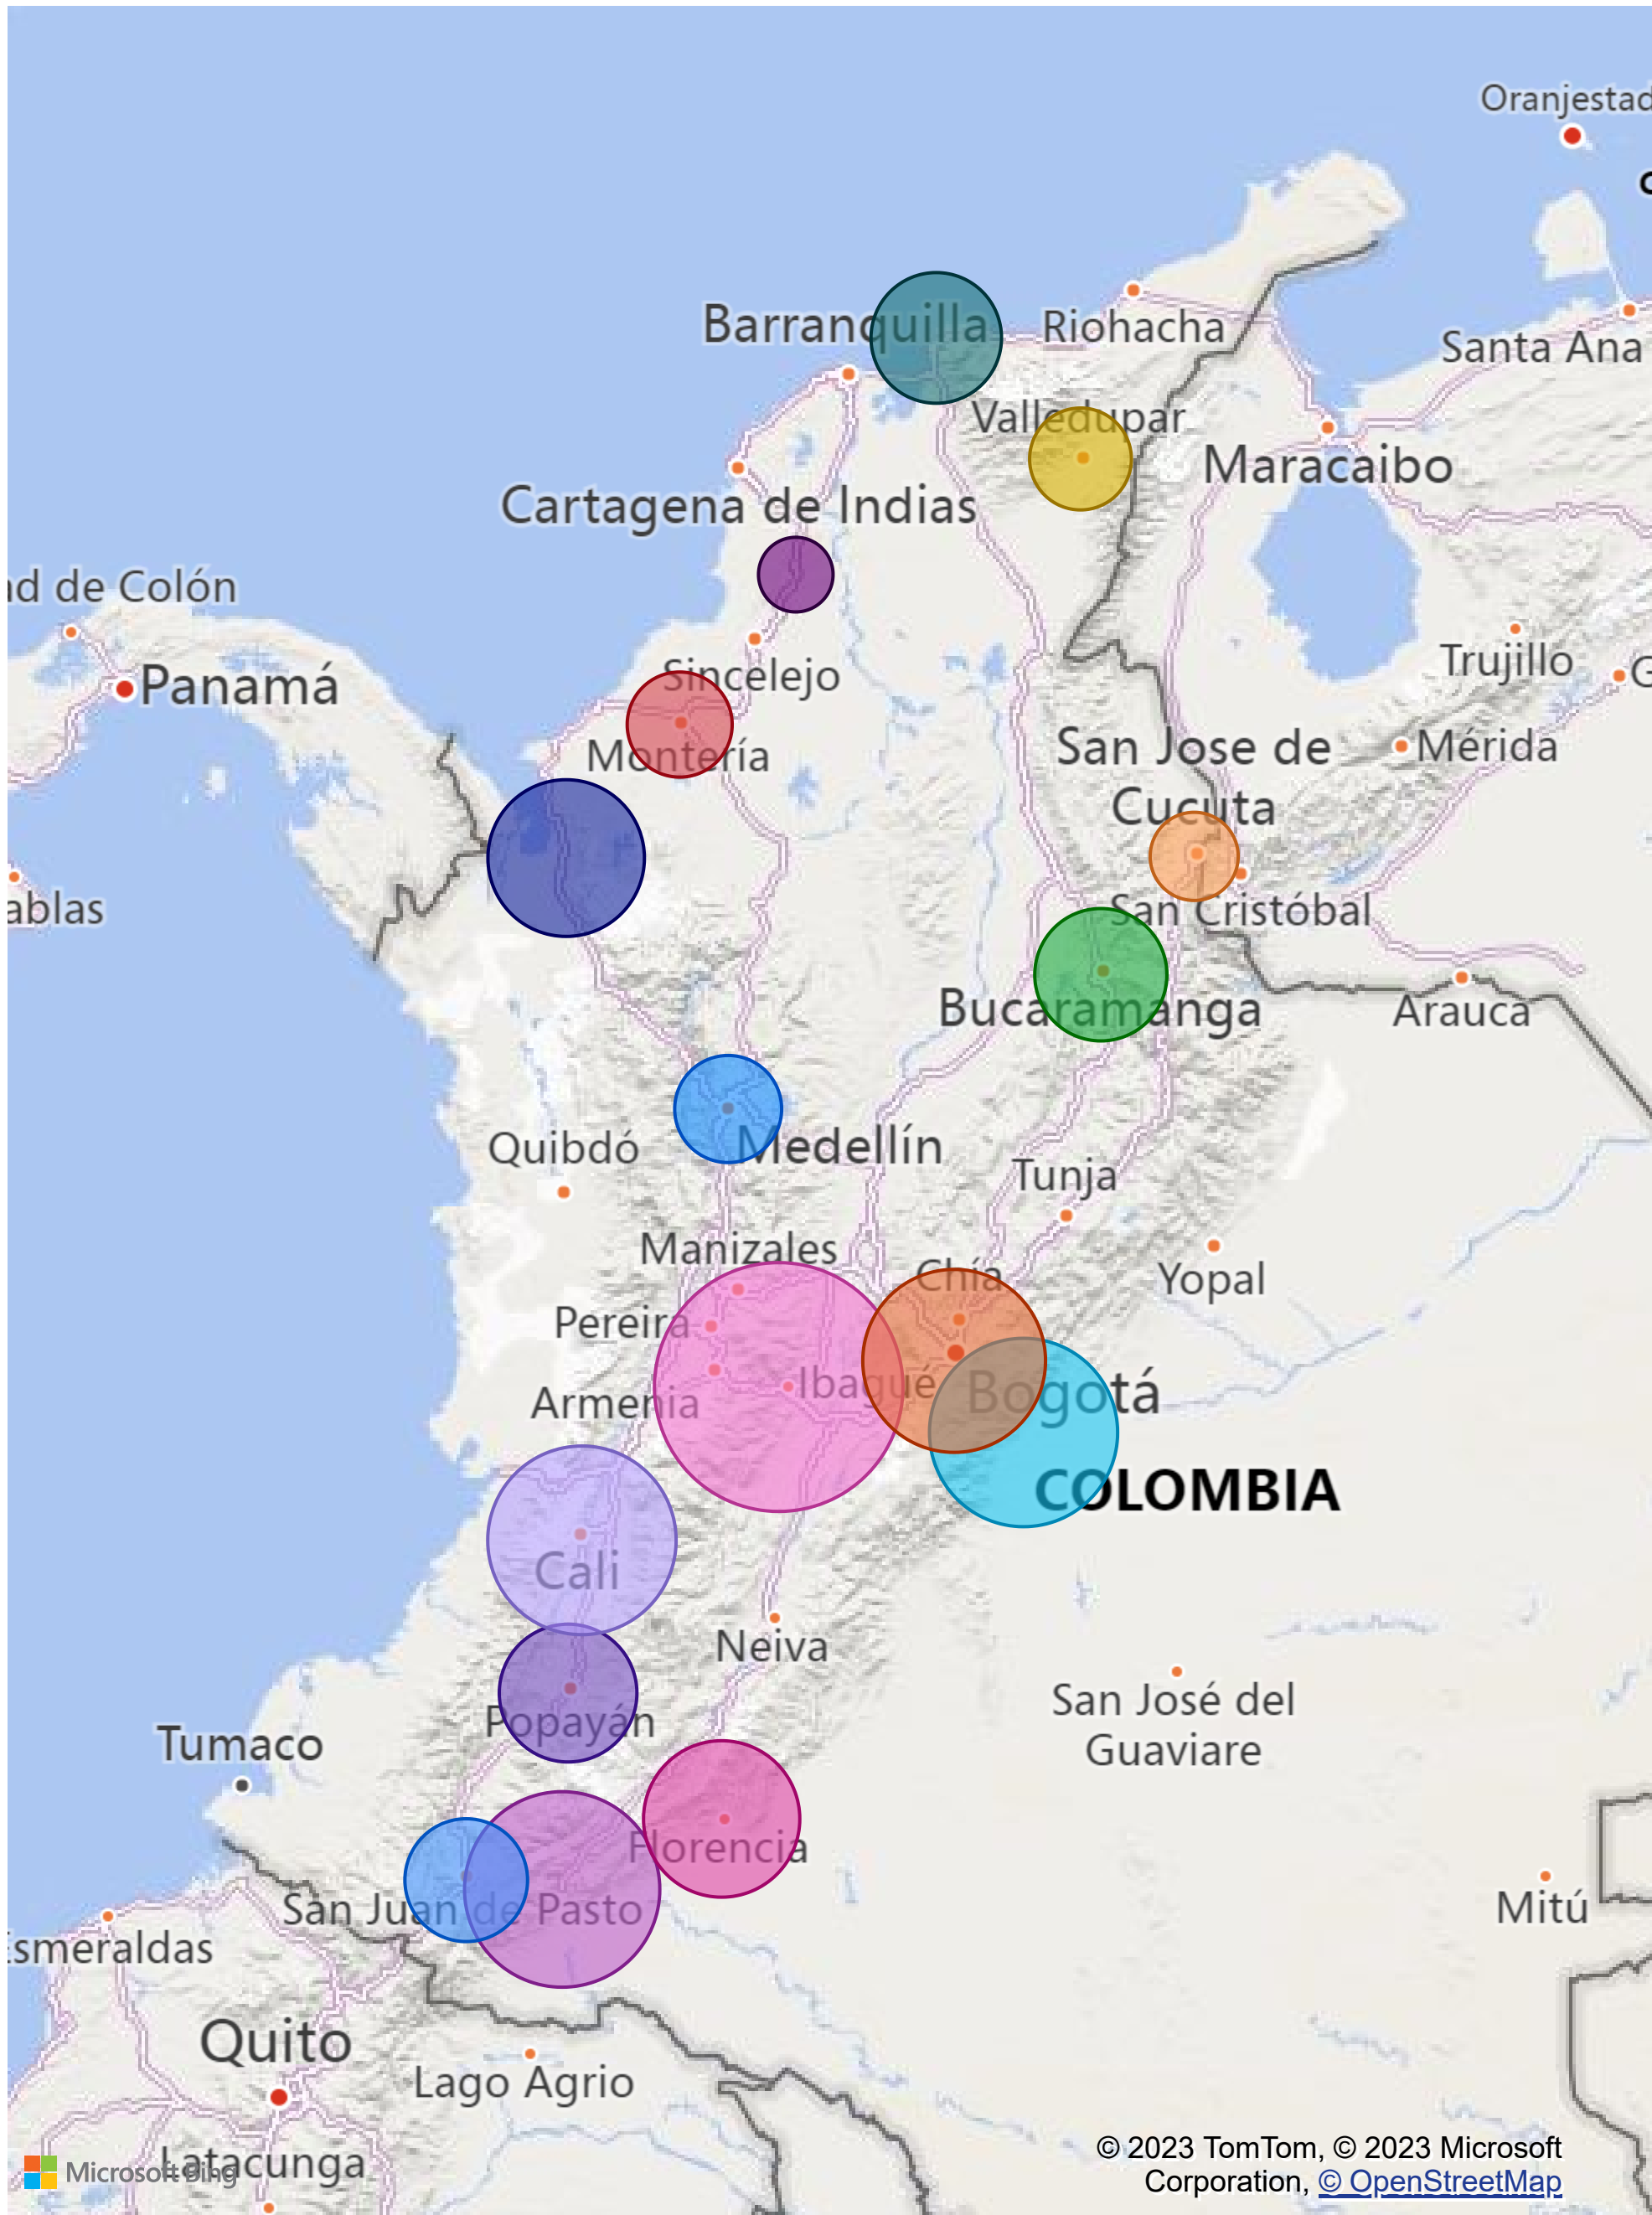 Oranjestad
Barranquilla
Riohacha
Santa Ana
Valledupar
Maracaibo
Cartagena de Indias
ad de Colón
Trujillo
G
Panamá
Sincelejo
Montería
San Jose de
Cucuta
Mérida
ablas
San Cristóbal
Bucaramanga
Arauca
Quibdó
Medellín
Tunja
Manizales
Chía
Yopal
Pereira
Ibagué
Bogotá
Armenia
COLOMBIA
Cali
Neiva
San José del
Guaviare
Popayán
Tumaco
Florencia
San Juan de Pasto
Mitú
Esmeraldas
Quito
Lago Agrio
Latacunga
Microsoft Bing
© 2023 TomTom, © 2023 Microsoft
Corporation, © OpenStreetMap